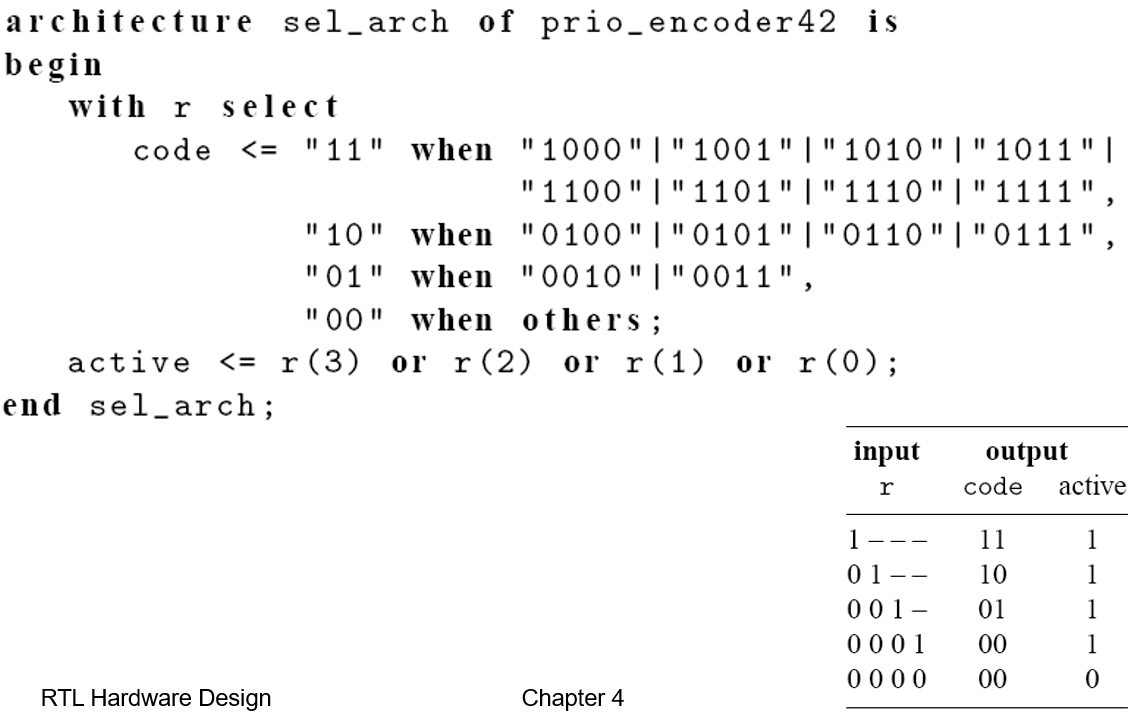 architecture sel_arch of prio_encoder42 is
begin
with r select
code <= "11" when "1000"|"1001"|"1010"|"1011"|
"1100"|"1101"|"1110"|"1111",
"10" when "0100"|"0101"|"0110"|"0111",
"01" when "0010"|"0011",
"00" when others;
active <= r(3) or r(2) or r(1) or r(0);
end sel_arch;
input output
r code active
1 – – – 11 1
0 1 – – 10 1
0 0 1 – 01 1
0 0 0 1 00 1
0 0 0 0 00 0
RTL Hardware Design Chapter 4